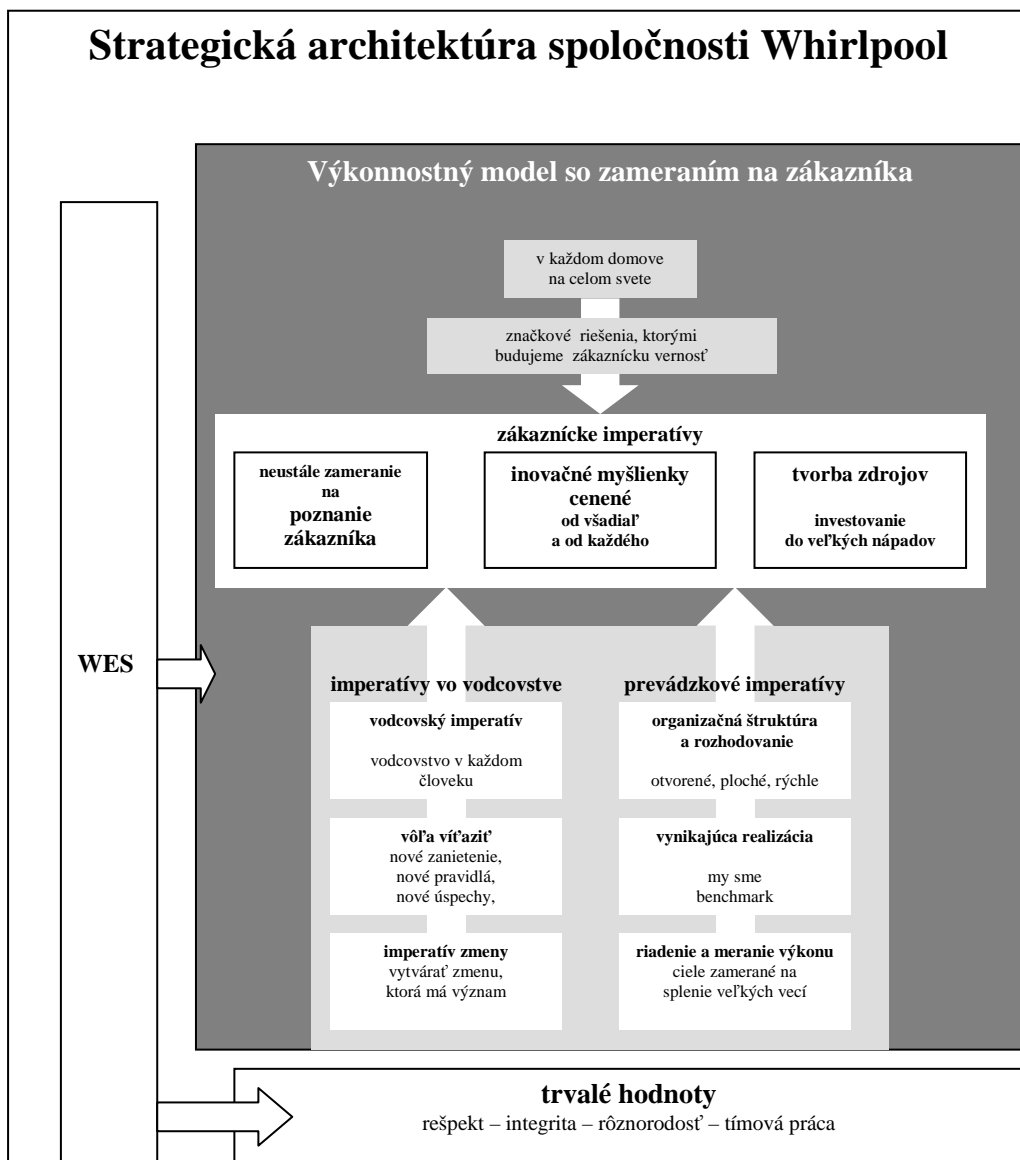 Strategická architektúra spoločnosti Whirlpool
Výkonnostný model so zameraním na zákazníka
v každom domove
na celom svete
značkové riešenia, ktorými
budujeme zákaznícku vernosť
zákaznícke imperatívy
neustále zameranie
na
poznanie
zákazníka
inovačné myšlienky
cenené
od všadiaľ
a od každého
tvorba zdrojov
investovanie
do veľkých nápadov
WES
imperatívy vo vodcovstve
vodcovský imperatív
vodcovstvo v každom
človeku
vôľa víťaziť
nové zanietenie,
nové pravidlá,
nové úspechy,
imperatív zmeny
vytvárať zmenu,
ktorá má význam
prevádzkové imperatívy
organizačná štruktúra
a rozhodovanie
otvorené, ploché, rýchle
vynikajúca realizácia
my sme
benchmark
riadenie a meranie výkonu
ciele zamerané na
splenie veľkých vecí
trvalé hodnoty
rešpekt – integrita – rôznorodosť – tímová práca